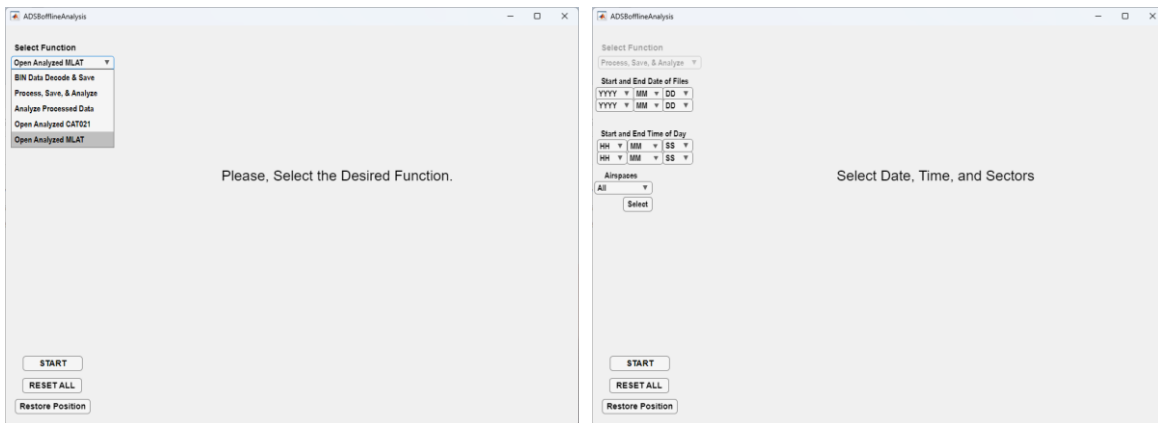 ADSBofflineAnalysis
Select Function
Open Analyzed MLAT
BIN Data Decode & Save
Process, Save, & Analyze
Analyze Processed Data
Open Analyzed CAT021
Open Analyzed MLAT
Please, Select the Desired Function.
START
RESET ALL
Restore Position
ADSBofflineAnalysis
Select Function
Process, Save, & Analyze
Start and End Date of Files
YYYY MM DD
YYYY MM DD
Start and End Time of Day
HH MM SS
HH MM SS
Airspaces
All
Select
Select Date, Time, and Sectors
START
RESET ALL
Restore Position